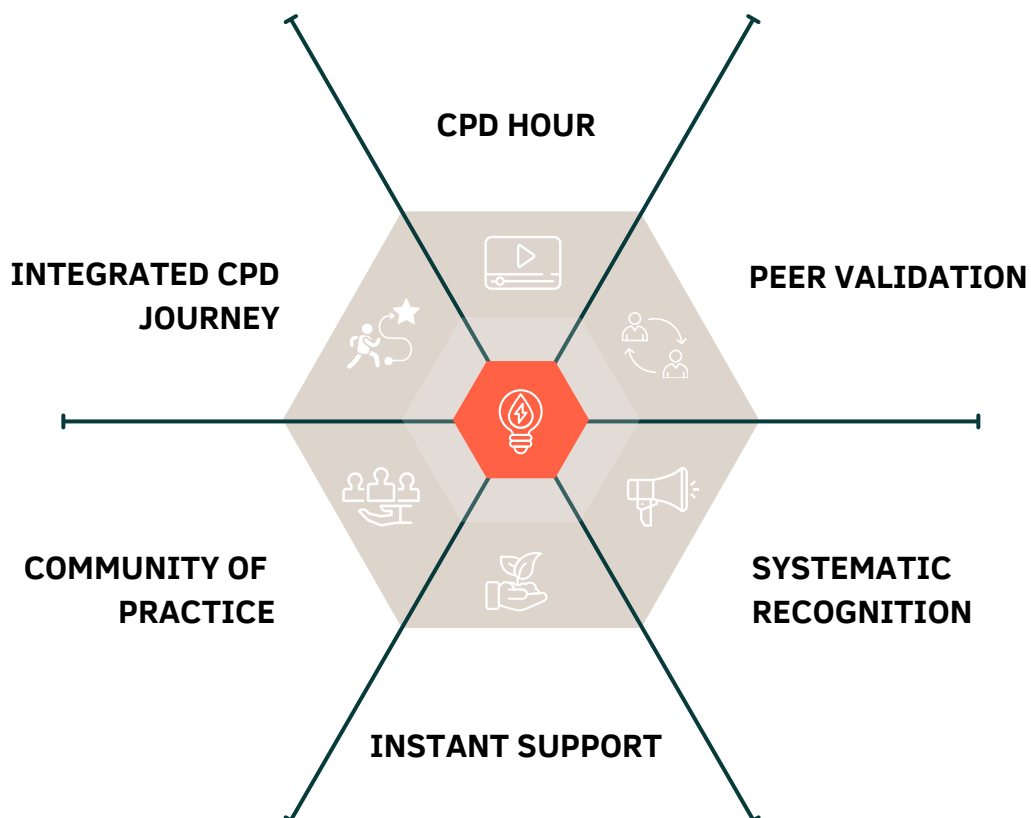 CPD HOUR
INTEGRATED CPD
JOURNEY
PEER VALIDATION
COMMUNITY OF
PRACTICE
SYSTEMATIC
RECOGNITION
INSTANT SUPPORT